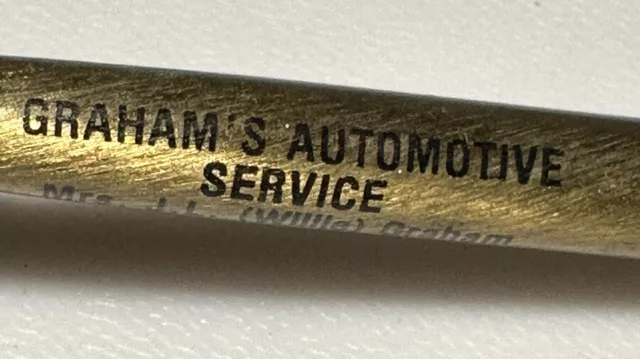 GRAHAM'S AUTOMOTIVE
SERVICE
Mrs. J.L. (Willie) Graham